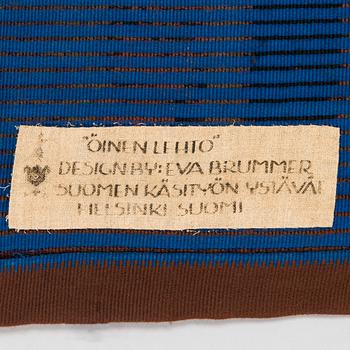 "ÖINEN LEHTO"
DESIGN BY: EVA BRUMMER
SUOMEN KÄSITYÖN YSTÄVÄT
HELSINKI SUOMI